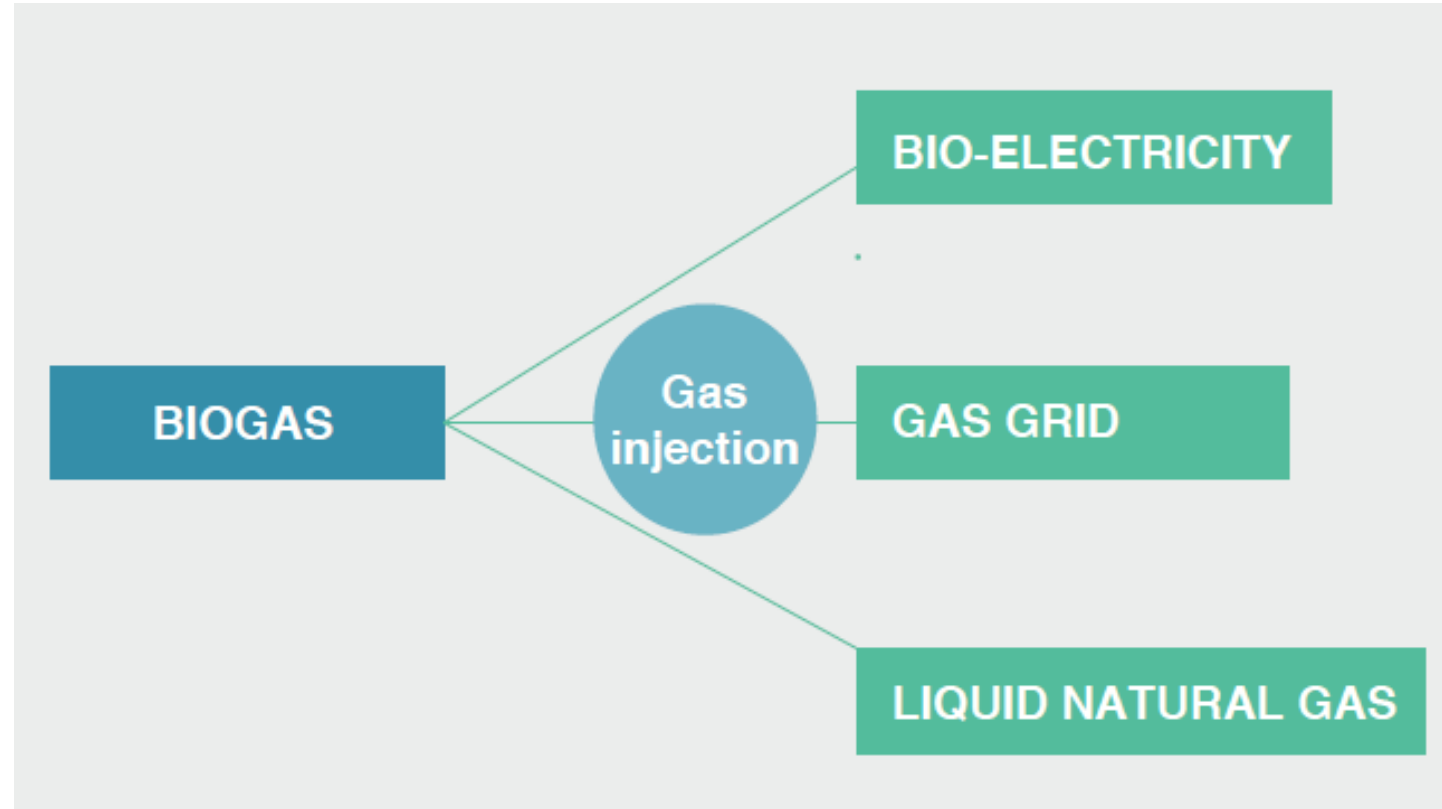 BIO-ELECTRICITY
BIOGAS
Gas
injection
GAS GRID
LIQUID NATURAL GAS